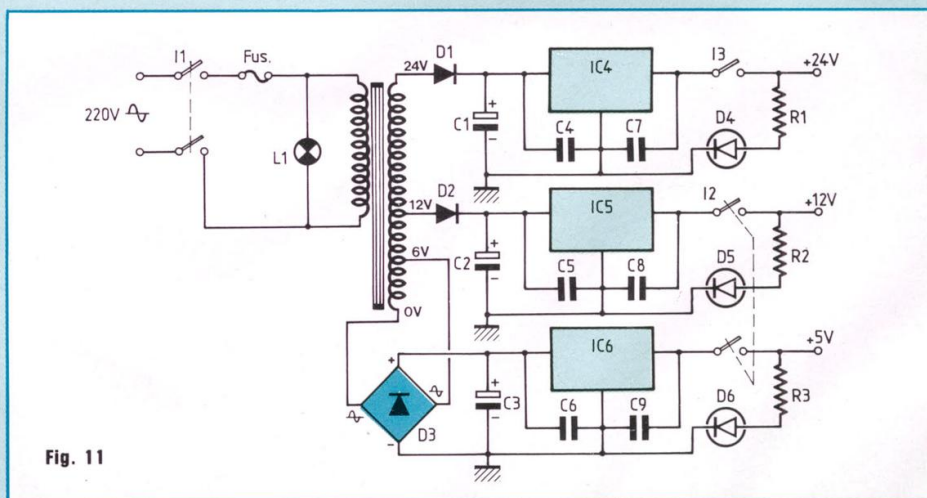 I1
Fus.
220V
L1
24V
D1
12V
D2
6V
0V
+
-
D3
+
C1
-
IC4
C4
C7
I3
+24V
D4
R1
+
C2
-
IC5
C5
C8
I2
+12V
D5
R2
+
C3
-
IC6
C6
C9
+5V
D6
R3
Fig. 11